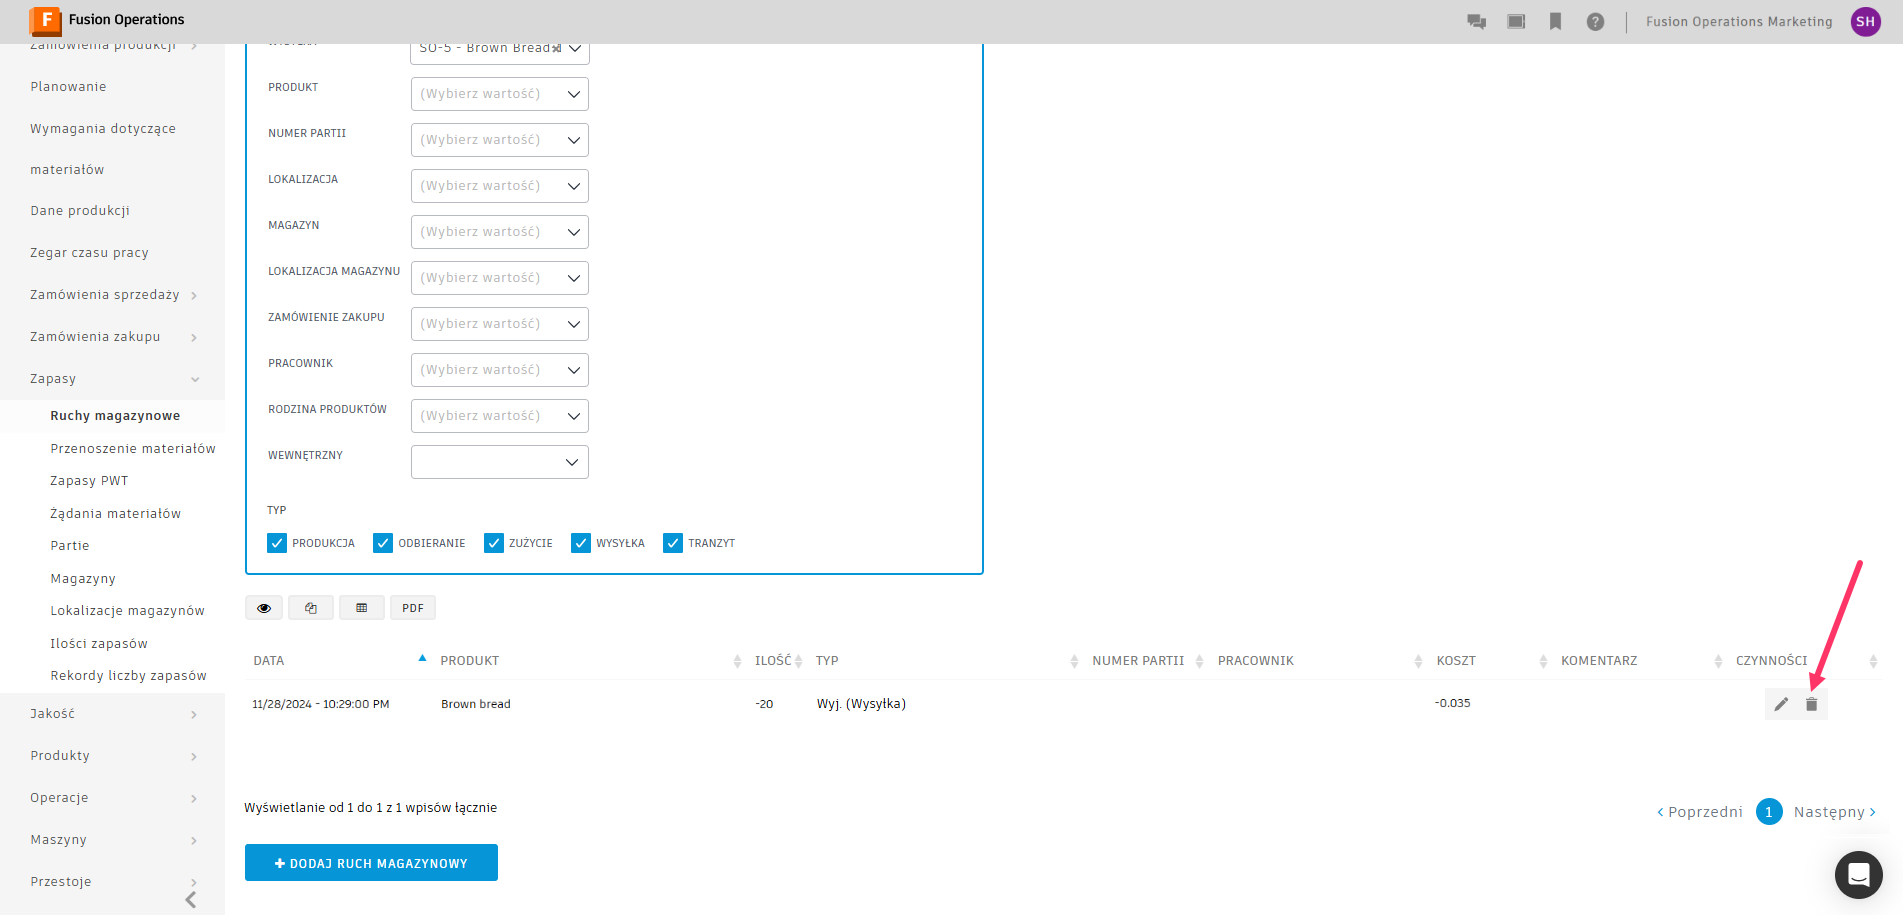 F Fusion Operations
Fusion Operations Marketing SH
Zamówienia produkcji
Planowanie
Wymagania dotyczące
materiałów
Dane produkcji
Zegar czasu pracy
Zamówienia sprzedaży
Zamówienia zakupu
Zapasy
Ruchy magazynowe
Przenoszenie materiałów
Zapasy PWT
Żądania materiałów
Partie
Magazyny
Lokalizacje magazynów
Ilości zapasów
Rekordy liczby zapasów
Jakość
Produkty
Operacje
Maszyny
Przestoje
WYSYŁKA SO-5 - Brown Bread
PRODUKT (Wybierz wartość)
NUMER PARTII (Wybierz wartość)
LOKALIZACJA (Wybierz wartość)
MAGAZYN (Wybierz wartość)
LOKALIZACJA MAGAZYNU (Wybierz wartość)
ZAMÓWIENIE ZAKUPU (Wybierz wartość)
PRACOWNIK (Wybierz wartość)
RODZINA PRODUKTÓW (Wybierz wartość)
WEWNĘTRZNY
TYP
PRODUKCJA ODBIERANIE ZUŻYCIE WYSYŁKA TRANZYT
PDF
DATA PRODUKT ILOŚĆ TYP NUMER PARTII PRACOWNIK KOSZT KOMENTARZ CZYNNOŚCI
11/28/2024 - 10:29:00 PM Brown bread -20 Wyj. (Wysyłka) -0.035
Wyświetlanie od 1 do 1 z 1 wpisów łącznie
Poprzedni 1 Następny
DODAJ RUCH MAGAZYNOWY